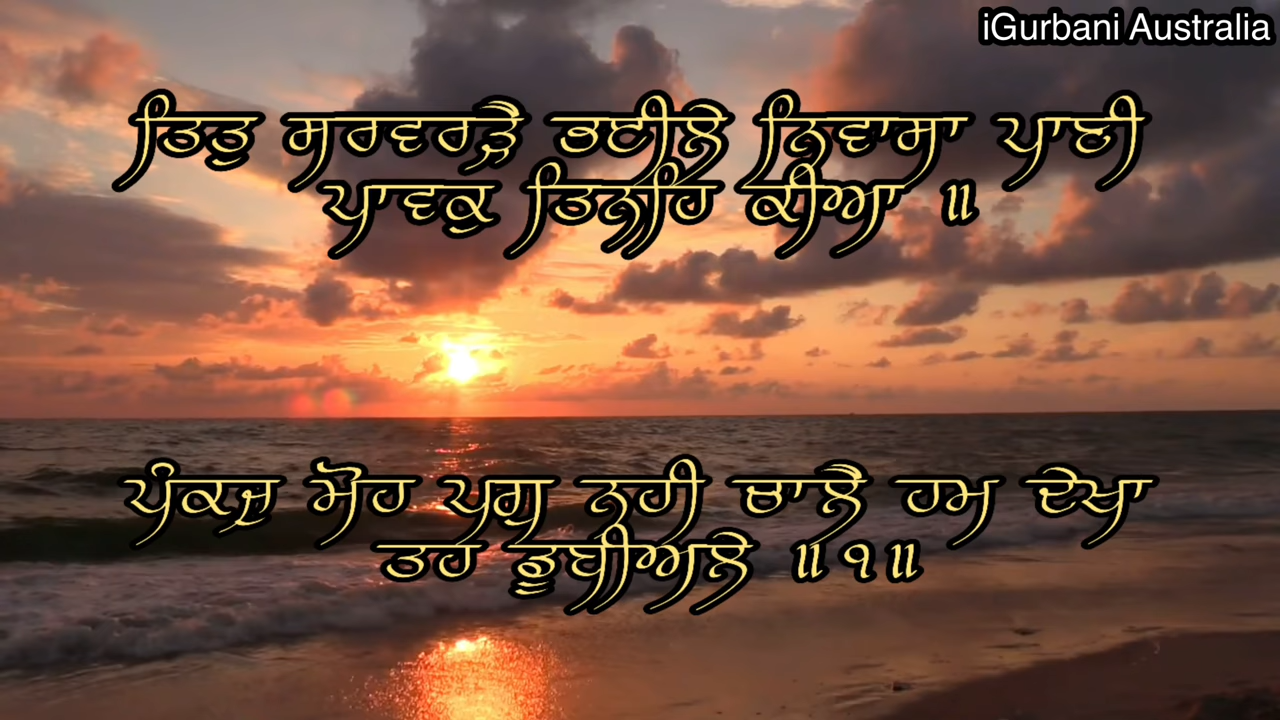 iGurbani Australia
ਤਿਤੁ ਸਰਵਰੜੈ ਭਈਲੇ ਨਿਵਾਸਾ ਪਾਣੀ
ਪਾਵਕੁ ਤਿਨਹਿ ਕੀਆ ॥
ਪੰਕਜੁ ਮੋਹ ਪਗੁ ਨਹੀ ਚਾਲੈ ਹਮ ਦੇਖਾ
ਤਹ ਡੂਬੀਅਲੇ ॥੧॥